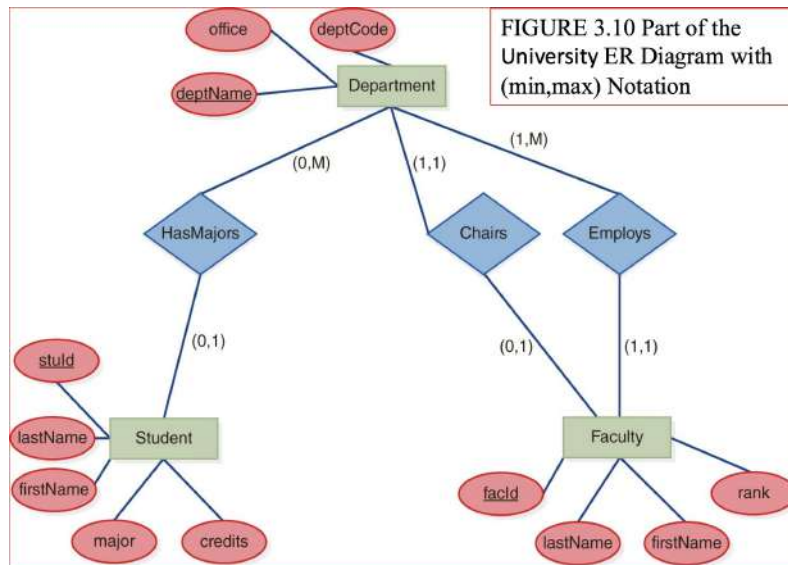 FIGURE 3.10 Part of the
University ER Diagram with
(min,max) Notation
office
deptCode
deptName
Department
(0,M)
(1,1)
(1,M)
HasMajors
Chairs
Employs
(0,1)
(0,1)
(1,1)
stuId
lastName
firstName
Student
major
credits
Faculty
facId
lastName
firstName
rank